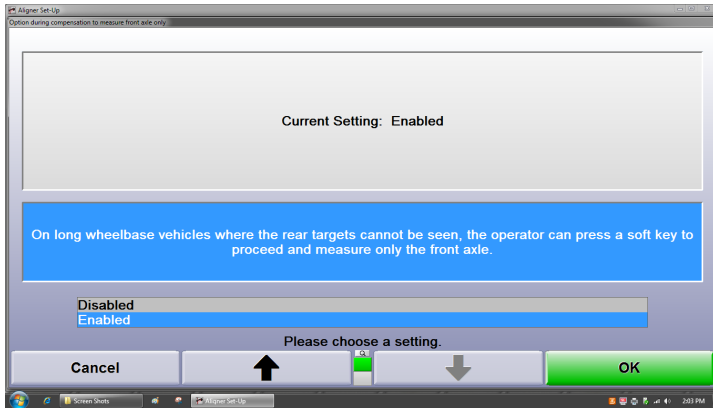 Aligner Set-Up
Option during compensation to measure front axle only
Current Setting: Enabled
On long wheelbase vehicles where the rear targets cannot be seen, the operator can press a soft key to
proceed and measure only the front axle.
Disabled
Enabled
Please choose a setting.
Cancel
OK
Screen Shots
Aligner Set-Up
2:03 PM